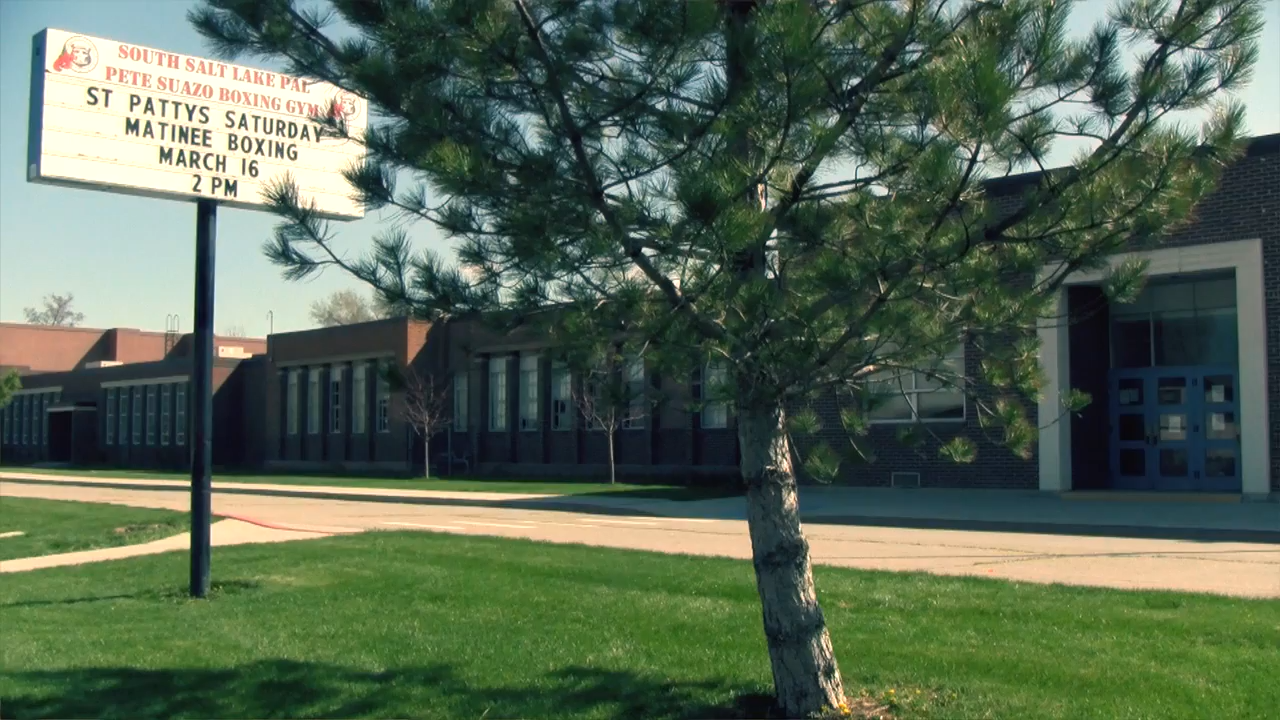 SOUTH SALT LAKE PAL
PETE SUAZO BOXING GYM
ST PATTYS SATURDAY
MATINEE BOXING
MARCH 16
2 PM